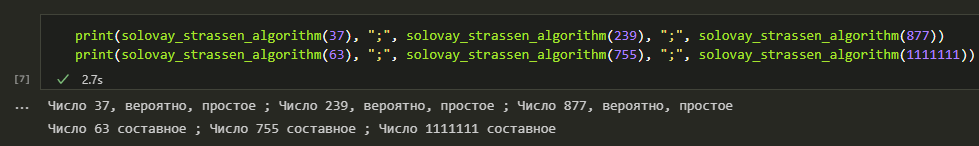 print(solovay_strassen_algorithm(37), ";", solovay_strassen_algorithm(239), ";", solovay_strassen_algorithm(877))
print(solovay_strassen_algorithm(63), ";", solovay_strassen_algorithm(755), ";", solovay_strassen_algorithm(1111111))
[7] ✓ 2.7s
... Число 37, вероятно, простое ; Число 239, вероятно, простое ; Число 877, вероятно, простое
Число 63 составное ; Число 755 составное ; Число 1111111 составное